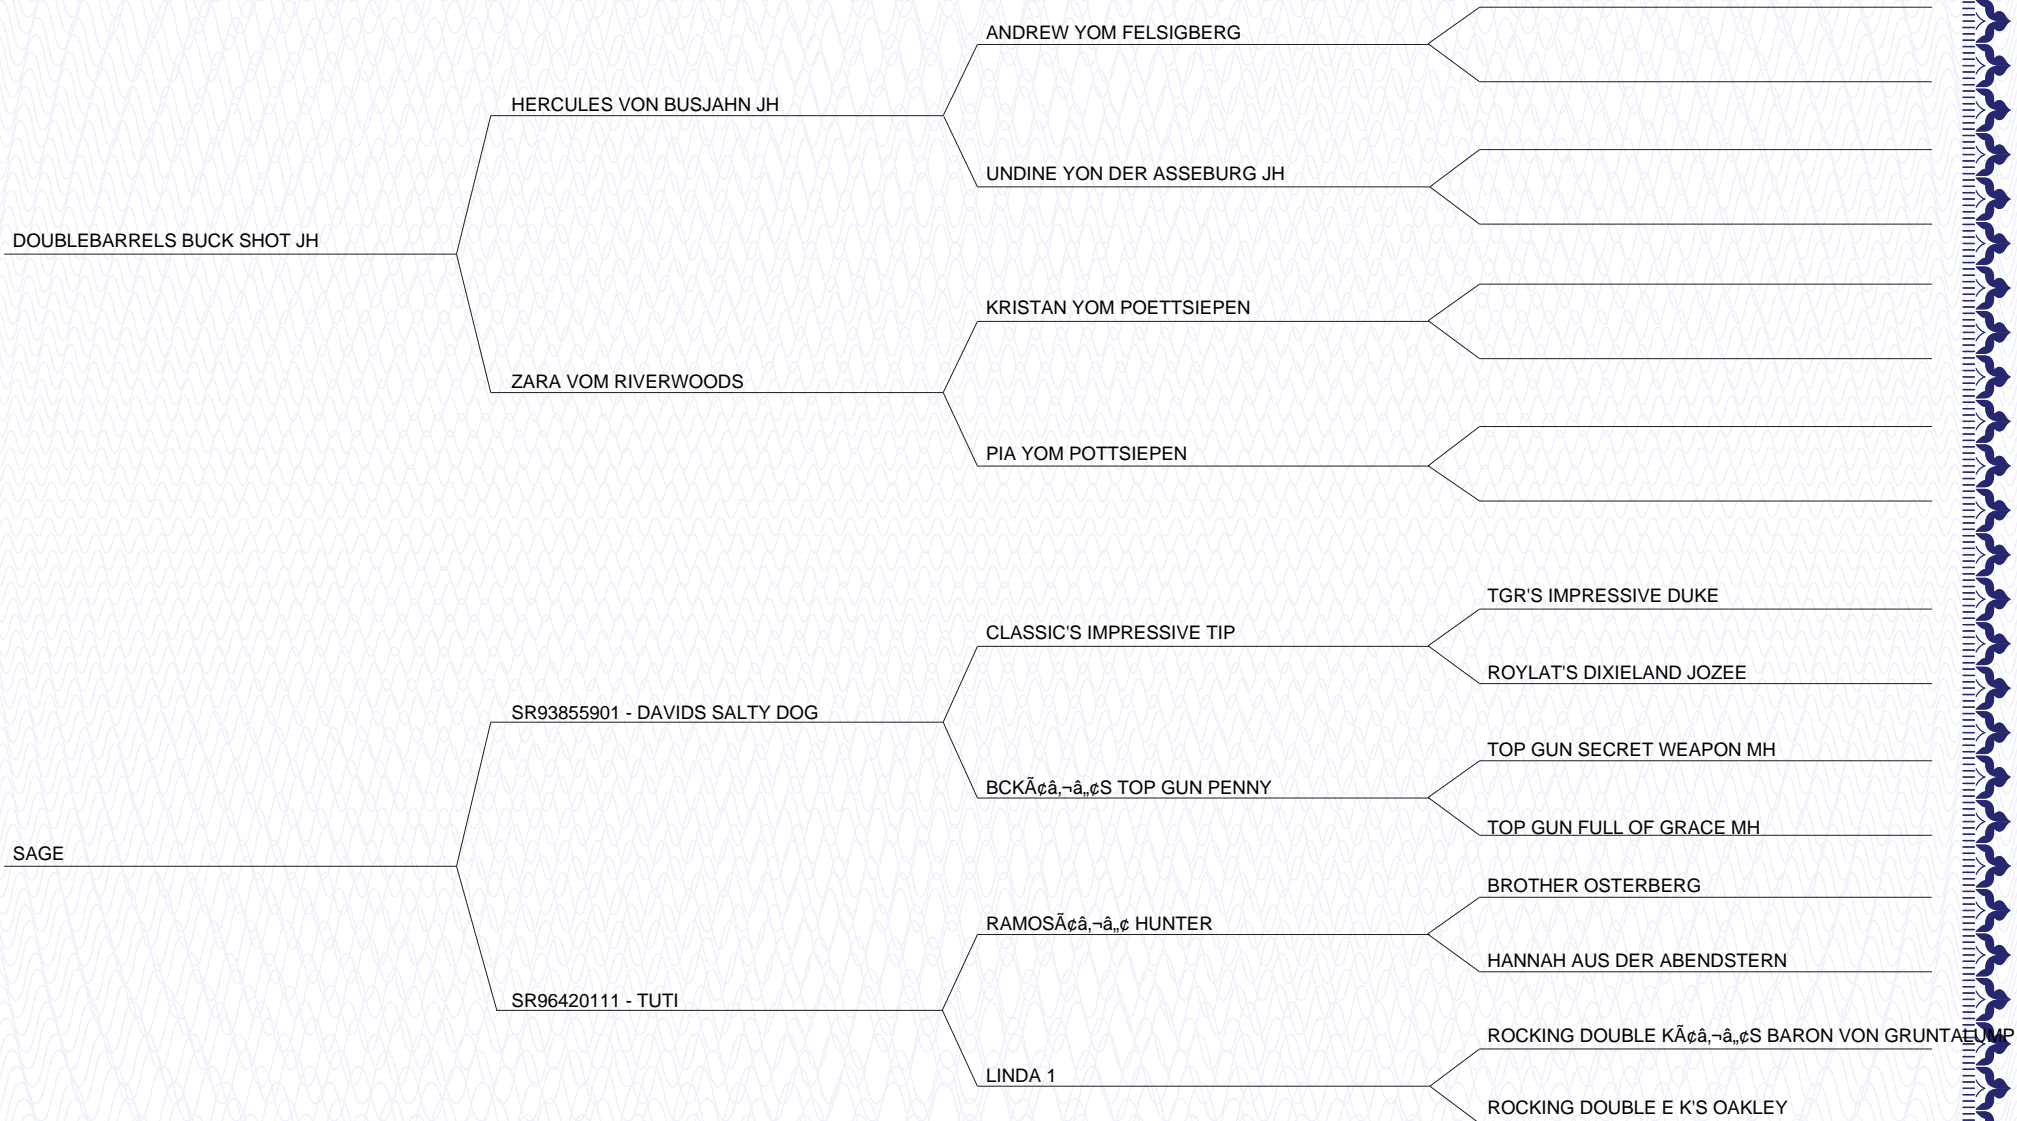 ANDREW YOM FELSIGBERG
HERCULES VON BUSJAHN JH
UNDINE YON DER ASSEBURG JH
DOUBLEBARRELS BUCK SHOT JH
KRISTAN YOM POETTSIEPEN
ZARA VOM RIVERWOODS
PIA YOM POTTSIEPEN
TGR'S IMPRESSIVE DUKE
CLASSIC'S IMPRESSIVE TIP
ROYLAT'S DIXIELAND JOZEE
SR93855901 - DAVIDS SALTY DOG
TOP GUN SECRET WEAPON MH
BCKÃ¢â‚¬â„¢S TOP GUN PENNY
TOP GUN FULL OF GRACE MH
SAGE
BROTHER OSTERBERG
RAMOSÃ¢â‚¬â„¢ HUNTER
HANNAH AUS DER ABENDSTERN
SR96420111 - TUTI
ROCKING DOUBLE KÃ¢â‚¬â„¢S BARON VON GRUNTALUMP
LINDA 1
ROCKING DOUBLE E K'S OAKLEY